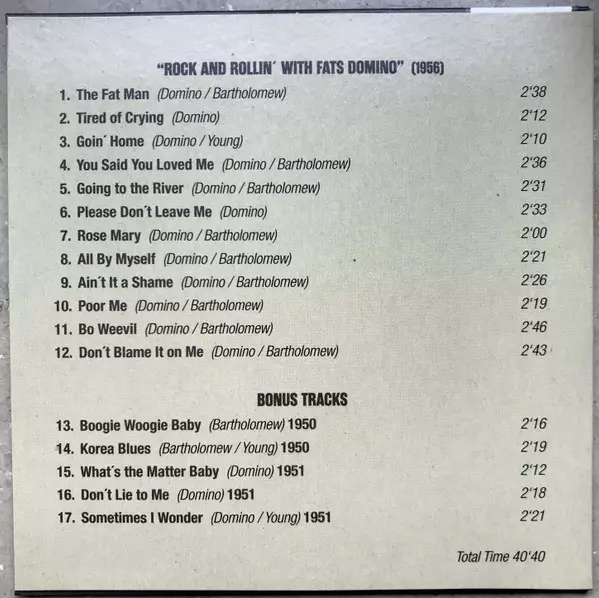 “ROCK AND ROLLIN´ WITH FATS DOMINO” (1956)
1. The Fat Man (Domino / Bartholomew) 2'38
2. Tired of Crying (Domino) 2'12
3. Goin´ Home (Domino / Young) 2'10
4. You Said You Loved Me (Domino / Bartholomew) 2'36
5. Going to the River (Domino / Bartholomew) 2'31
6. Please Don´t Leave Me (Domino) 2'33
7. Rose Mary (Domino / Bartholomew) 2'00
8. All By Myself (Domino / Bartholomew) 2'21
9. Ain´t It a Shame (Domino / Bartholomew) 2'26
10. Poor Me (Domino / Bartholomew) 2'19
11. Bo Weevil (Domino / Bartholomew) 2'46
12. Don´t Blame It on Me (Domino / Bartholomew) 2'43
BONUS TRACKS
13. Boogie Woogie Baby (Bartholomew) 1950 2'16
14. Korea Blues (Bartholomew / Young) 1950 2'19
15. What´s the Matter Baby (Domino) 1951 2'12
16. Don´t Lie to Me (Domino) 1951 2'18
17. Sometimes I Wonder (Domino / Young) 1951 2'21
Total Time 40'40